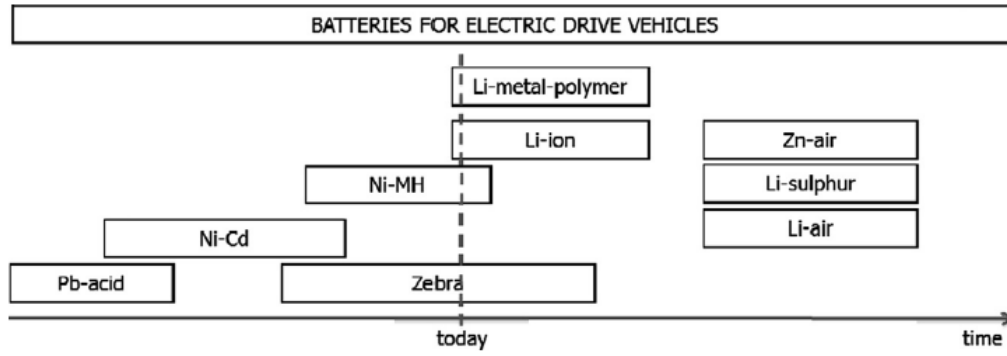 BATTERIES FOR ELECTRIC DRIVE VEHICLES
Li-metal-polymer
Li-ion
Zn-air
Ni-MH
Li-sulphur
Ni-Cd
Li-air
Pb-acid
Zebra
today
time